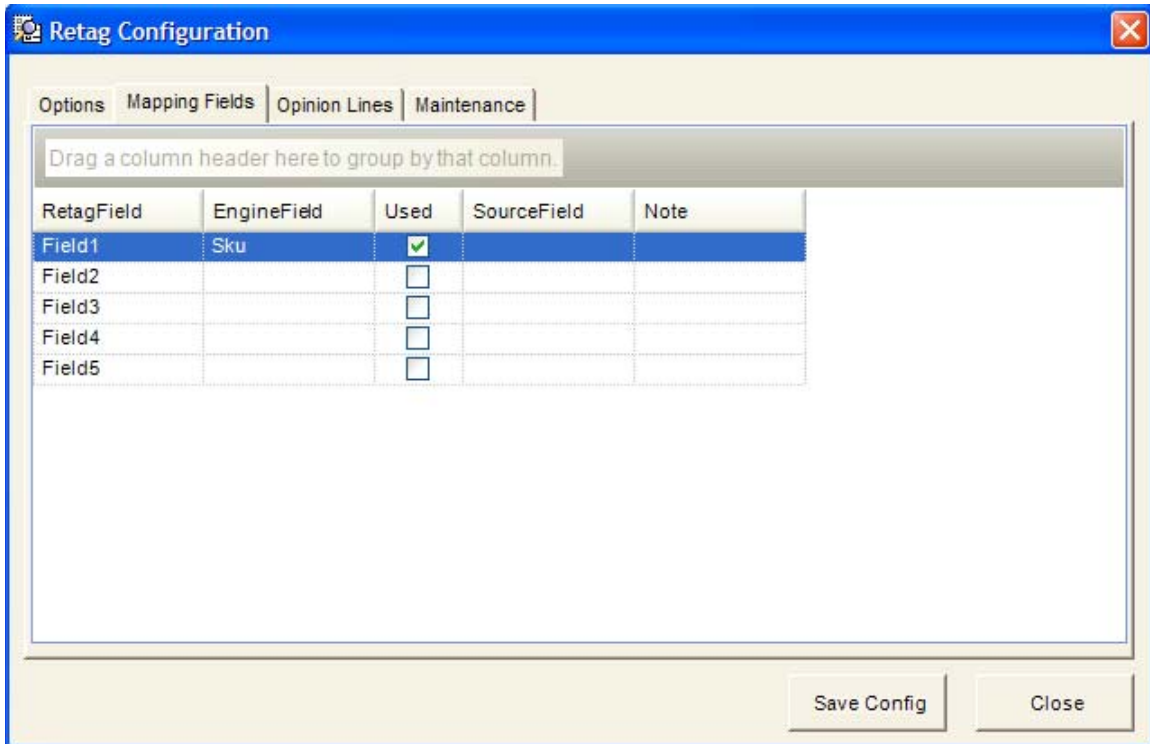 Retag Configuration
Options Mapping Fields Opinion Lines Maintenance
Drag a column header here to group by that column.
RetagField EngineField Used SourceField Note
Field1 Sku
Field2
Field3
Field4
Field5
Save Config Close